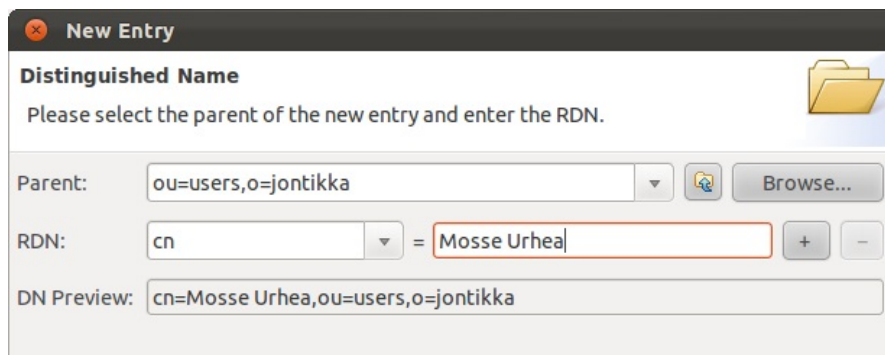 New Entry
Distinguished Name
Please select the parent of the new entry and enter the RDN.
Parent: ou=users,o=jontikka Browse...
RDN: cn = Mosse Urhea + −
DN Preview: cn=Mosse Urhea,ou=users,o=jontikka